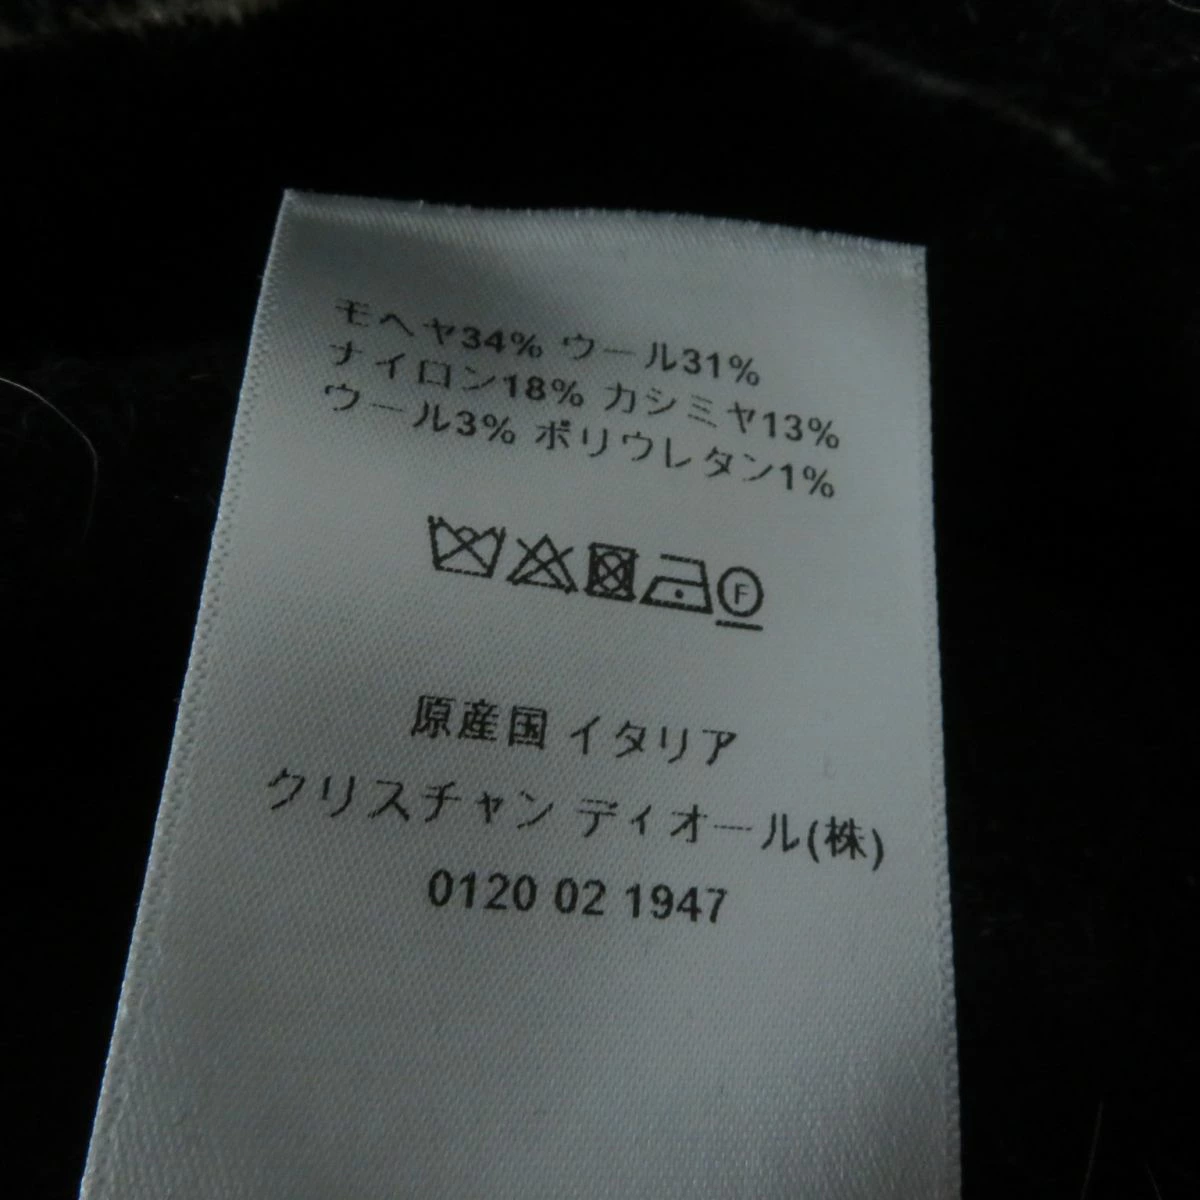 モヘヤ34% ウール31%
ナイロン18% カシミヤ13%
ウール3% ポリウレタン1%
F
原産国 イタリア
クリスチャン ディオール(株)
0120 02 1947